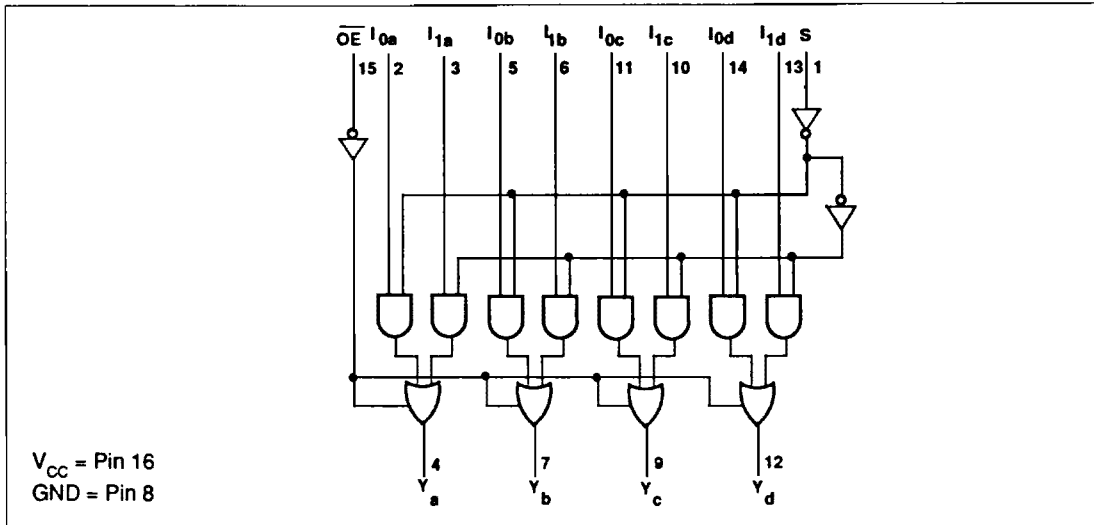 O̅E̅ I0a I1a I0b I1b I0c I1c I0d I1d S
15 2 3 5 6 11 10 14 13 1
4 7 9 12
Ya Yb Yc Yd
VCC = Pin 16
GND = Pin 8